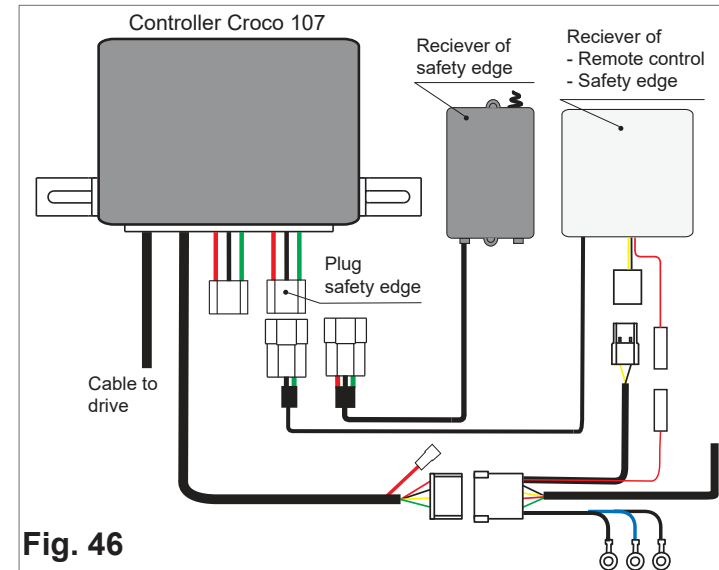 Controller Croco 107
Reciever of
safety edge
Reciever of
- Remote control
- Safety edge
Plug
safety edge
Cable to
drive
Fig. 46